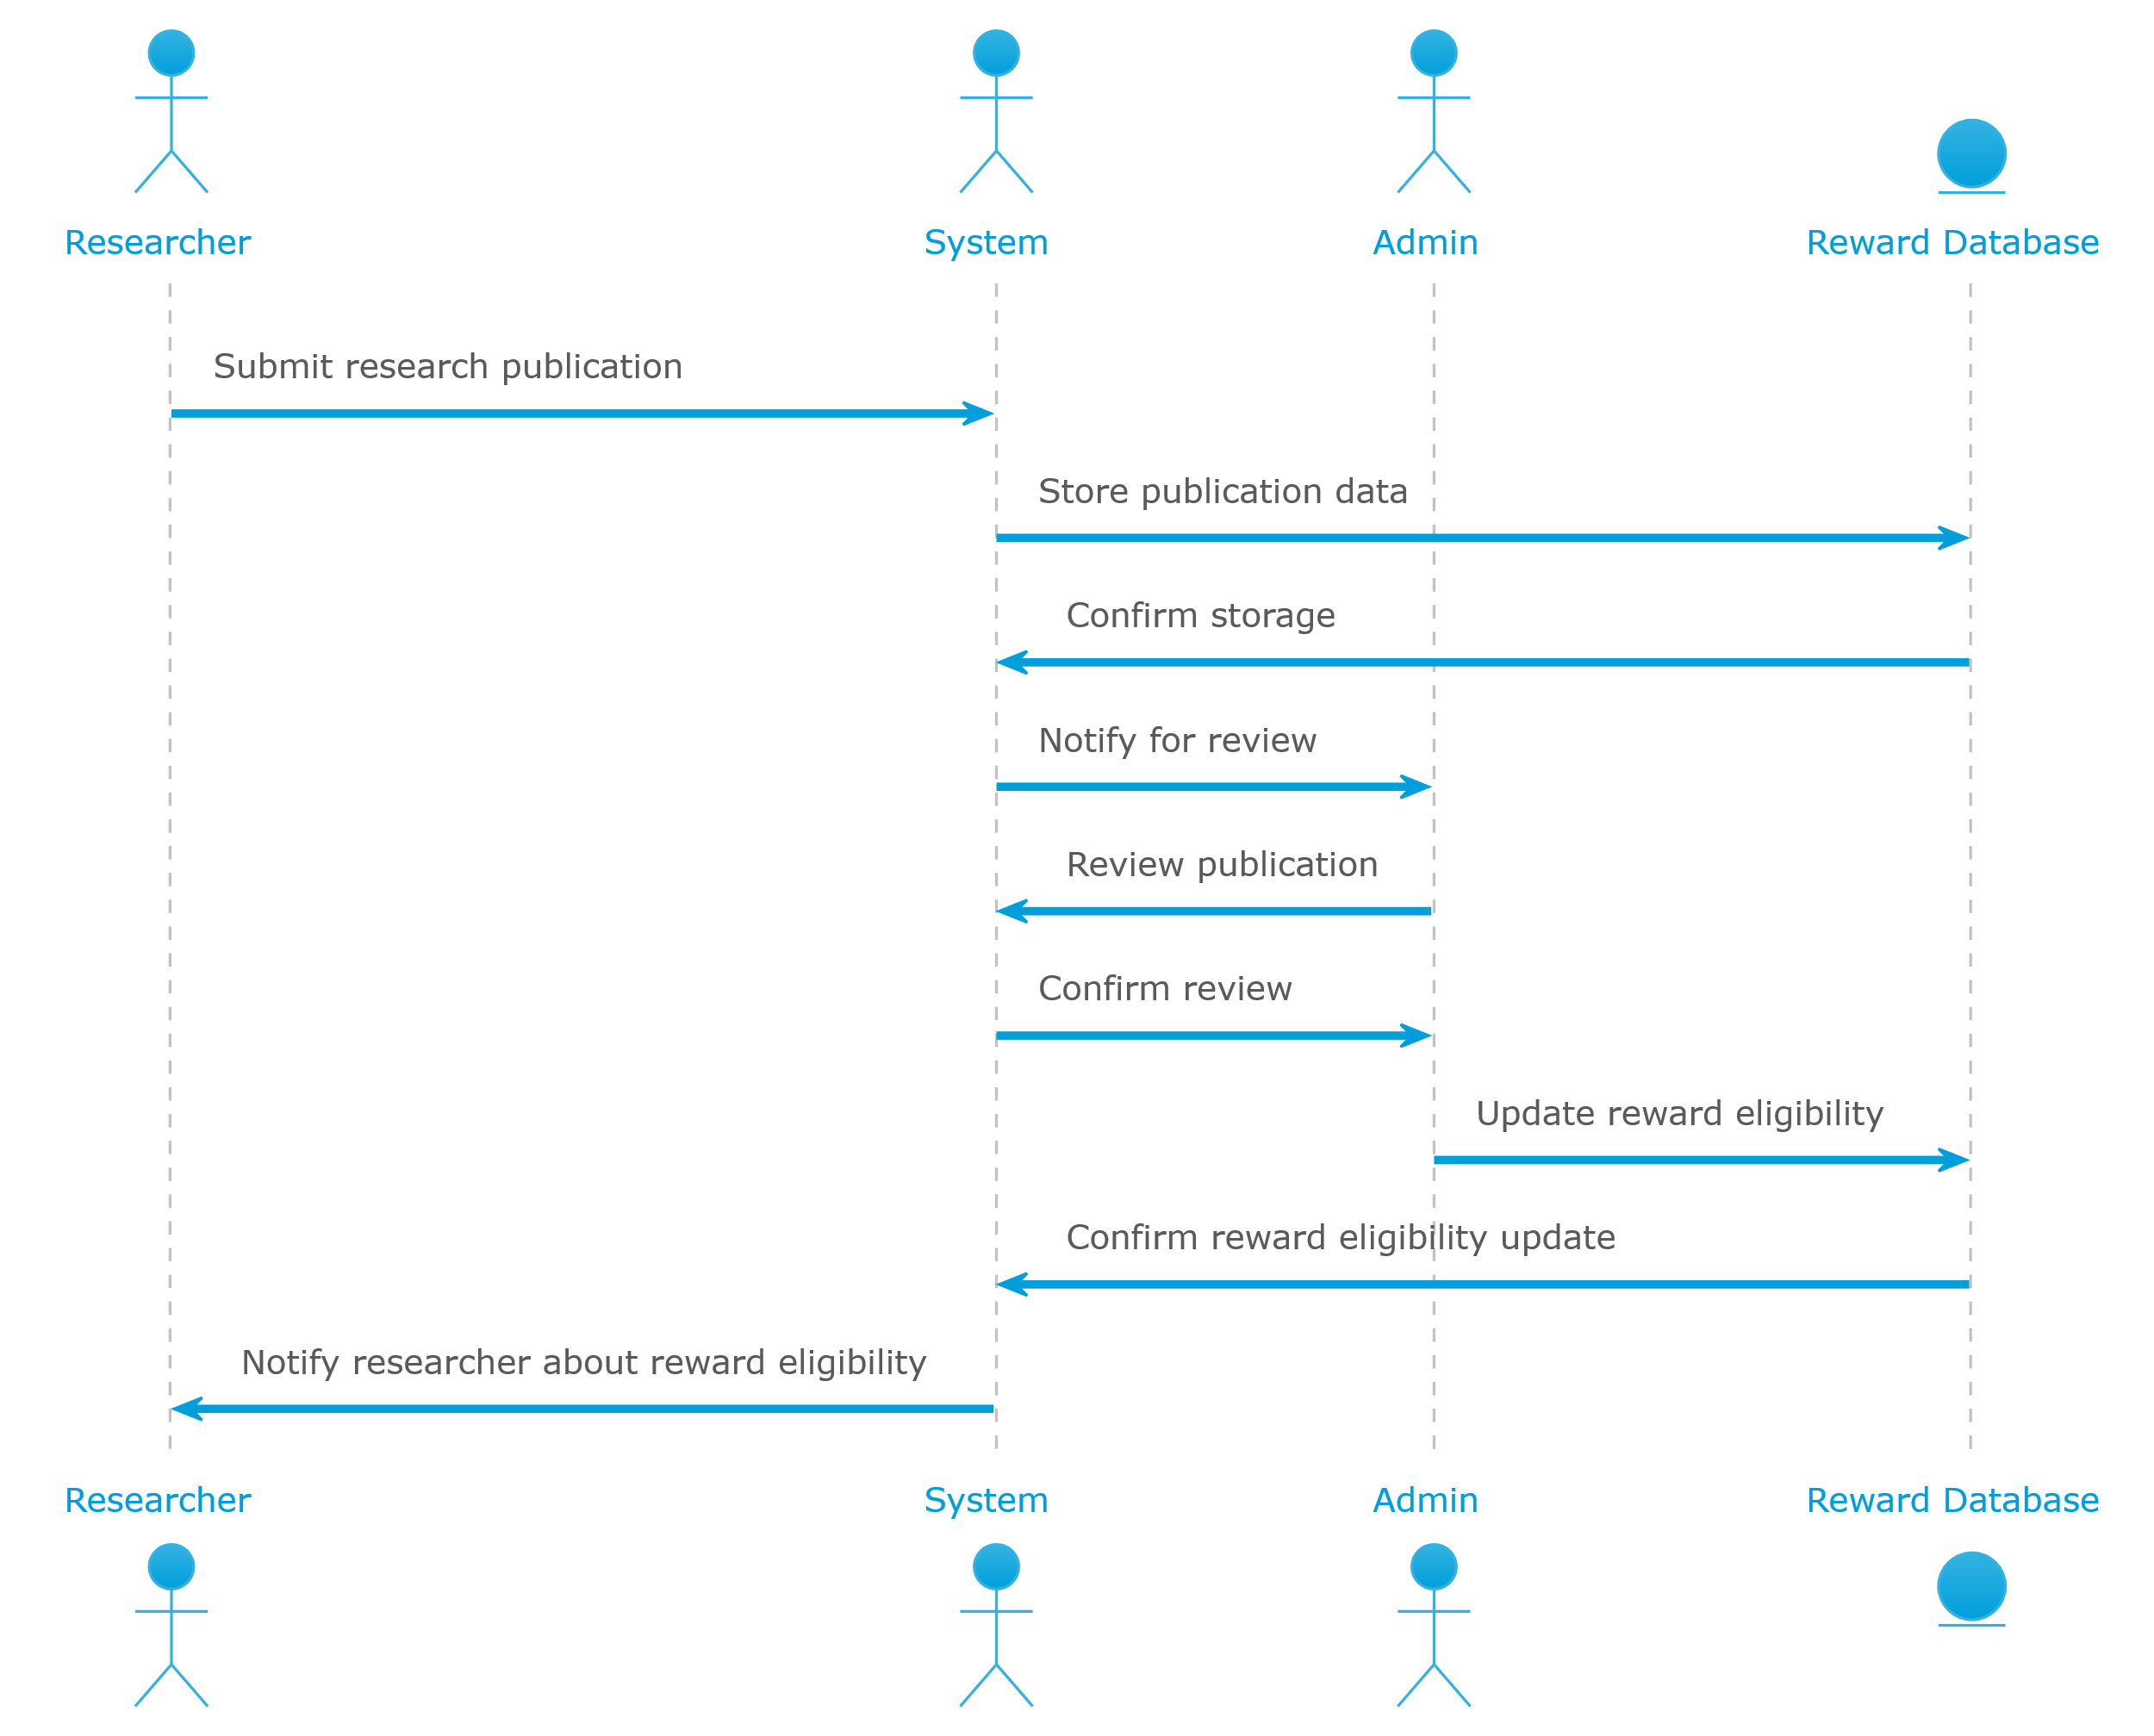 Researcher
System
Admin
Reward Database
Submit research publication
Store publication data
Confirm storage
Notify for review
Review publication
Confirm review
Update reward eligibility
Confirm reward eligibility update
Notify researcher about reward eligibility
Researcher
System
Admin
Reward Database